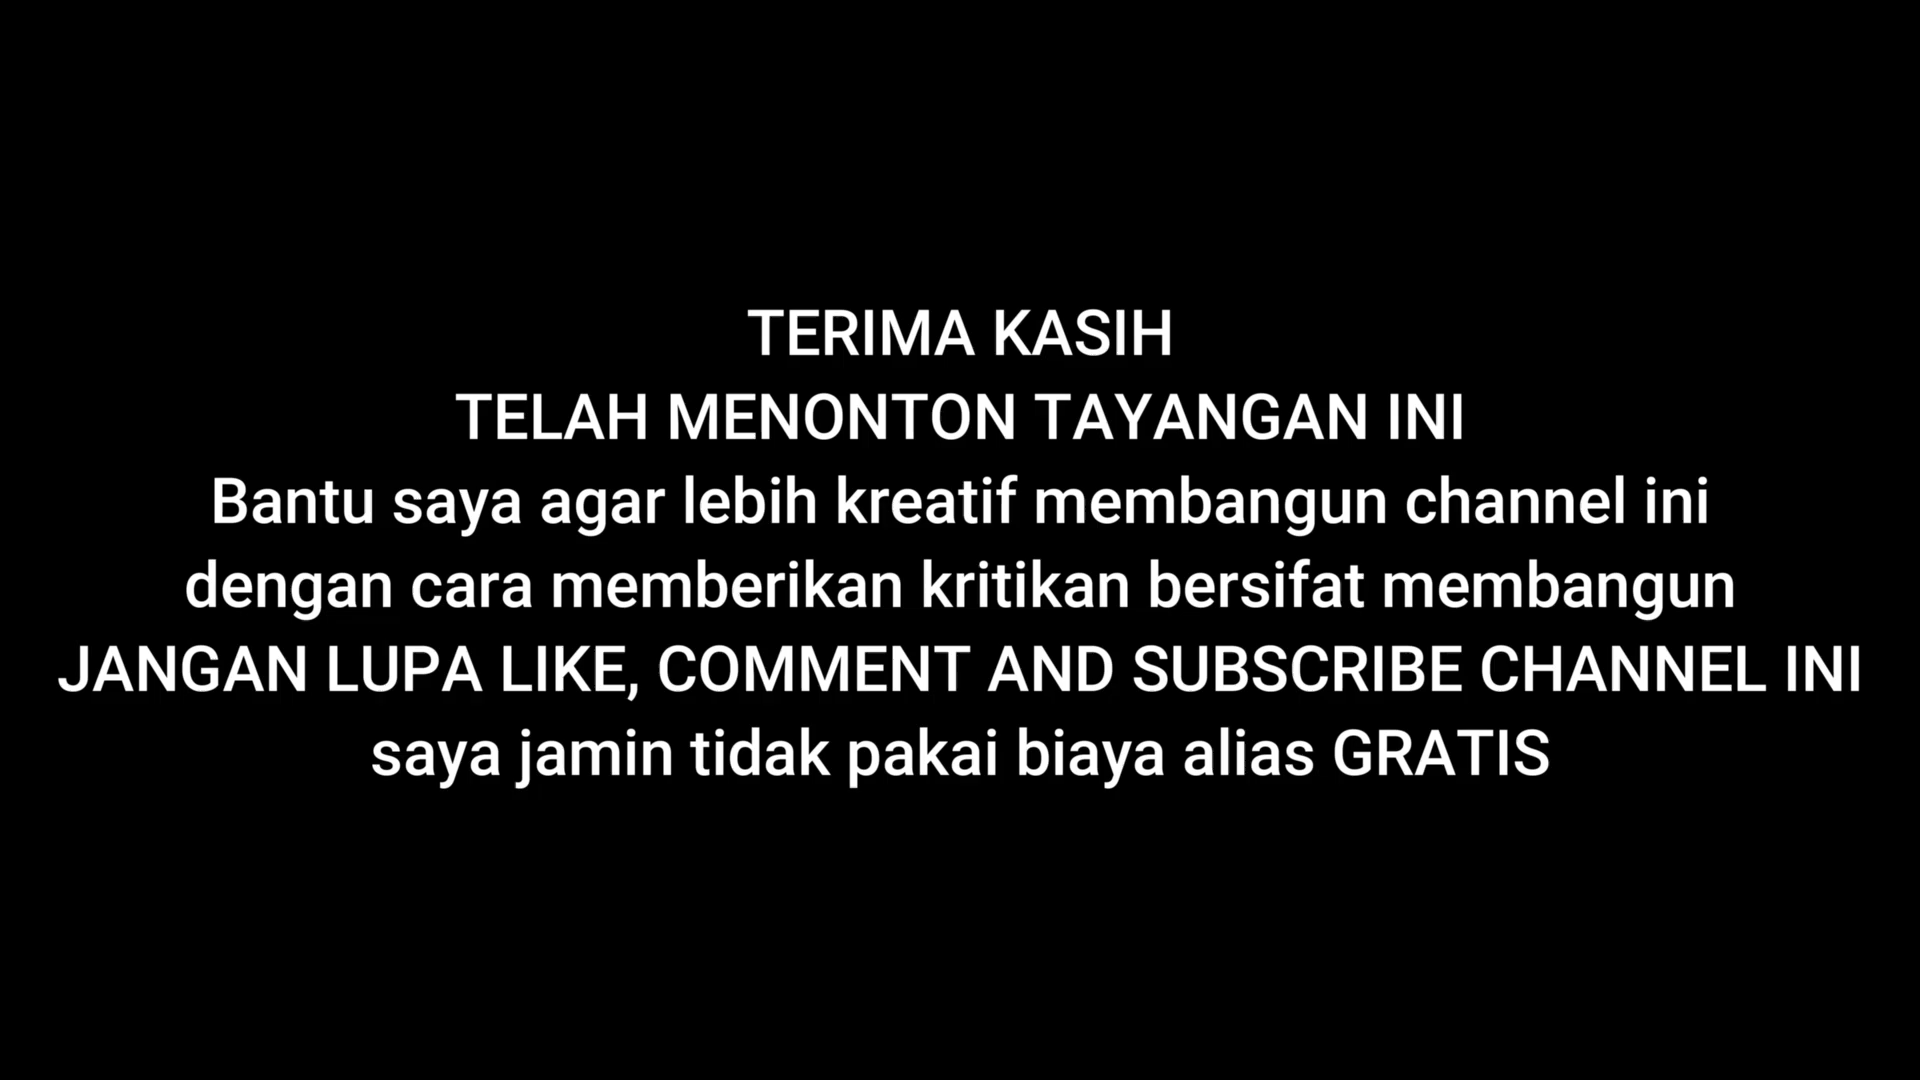 TERIMA KASIH
TELAH MENONTON TAYANGAN INI
Bantu saya agar lebih kreatif membangun channel ini
dengan cara memberikan kritikan bersifat membangun
JANGAN LUPA LIKE, COMMENT AND SUBSCRIBE CHANNEL INI
saya jamin tidak pakai biaya alias GRATIS